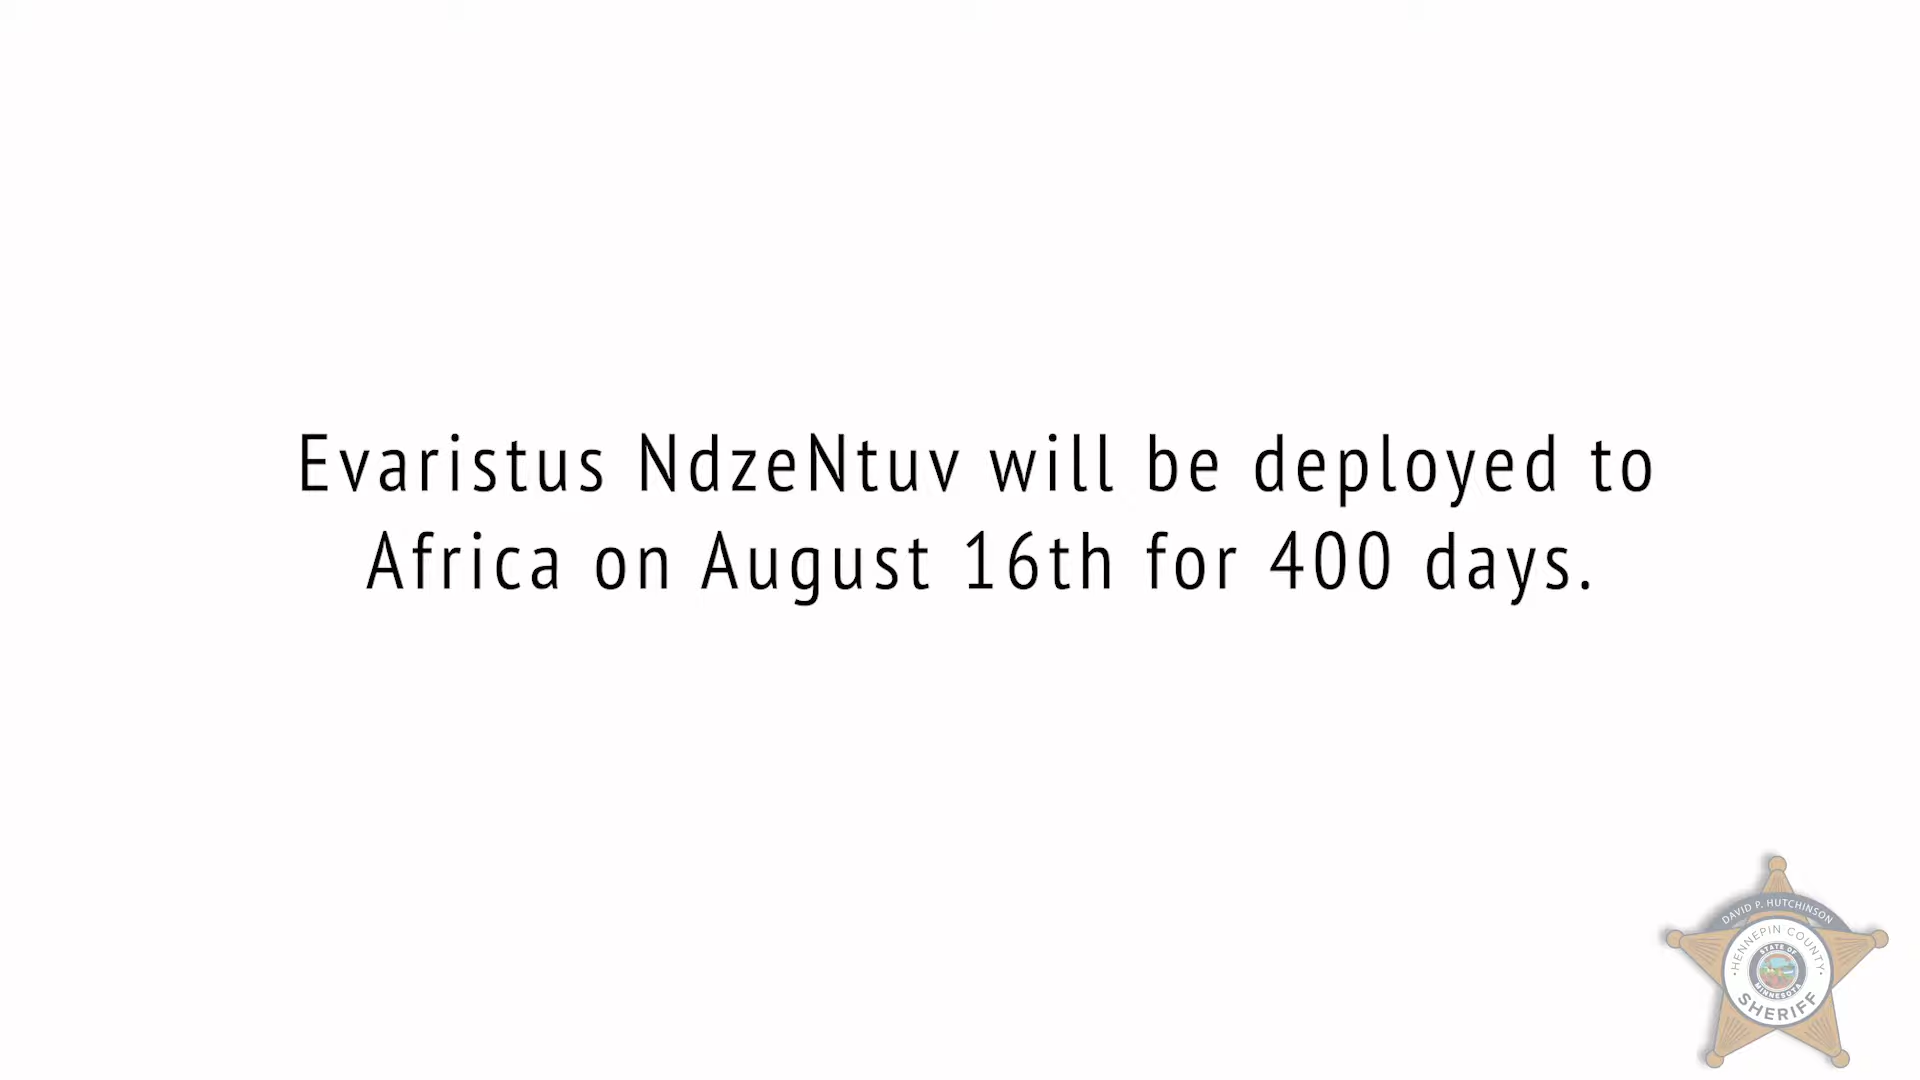 Evaristus NdzeNtuv will be deployed to
Africa on August 16th for 400 days.
DAVID P. HUTCHINSON
HENNEPIN COUNTY
STATE OF
MINNESOTA
SHERIFF